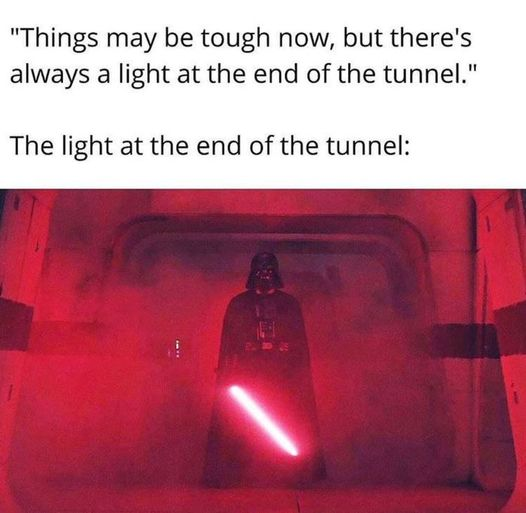 "Things may be tough now, but there's
always a light at the end of the tunnel."
The light at the end of the tunnel: